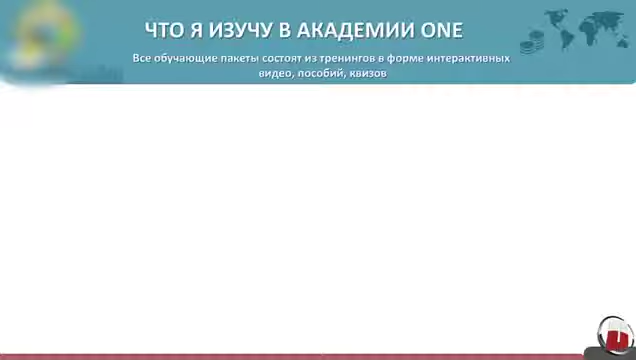 ЧТО Я ИЗУЧУ В АКАДЕМИИ ONE
Все обучающие пакеты состоят из тренингов в форме интерактивных
видео, пособий, квизов